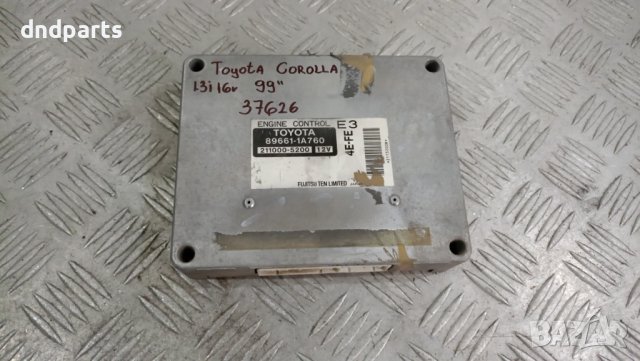 dndparts
Toyota COROLLA
1.3i 16v 99"
37626
ENGINE CONTROL E3
TOYOTA
89661-1A760
211000-5200 12V
4E-FE
FUJITSU TEN LIMITED
BAZAR